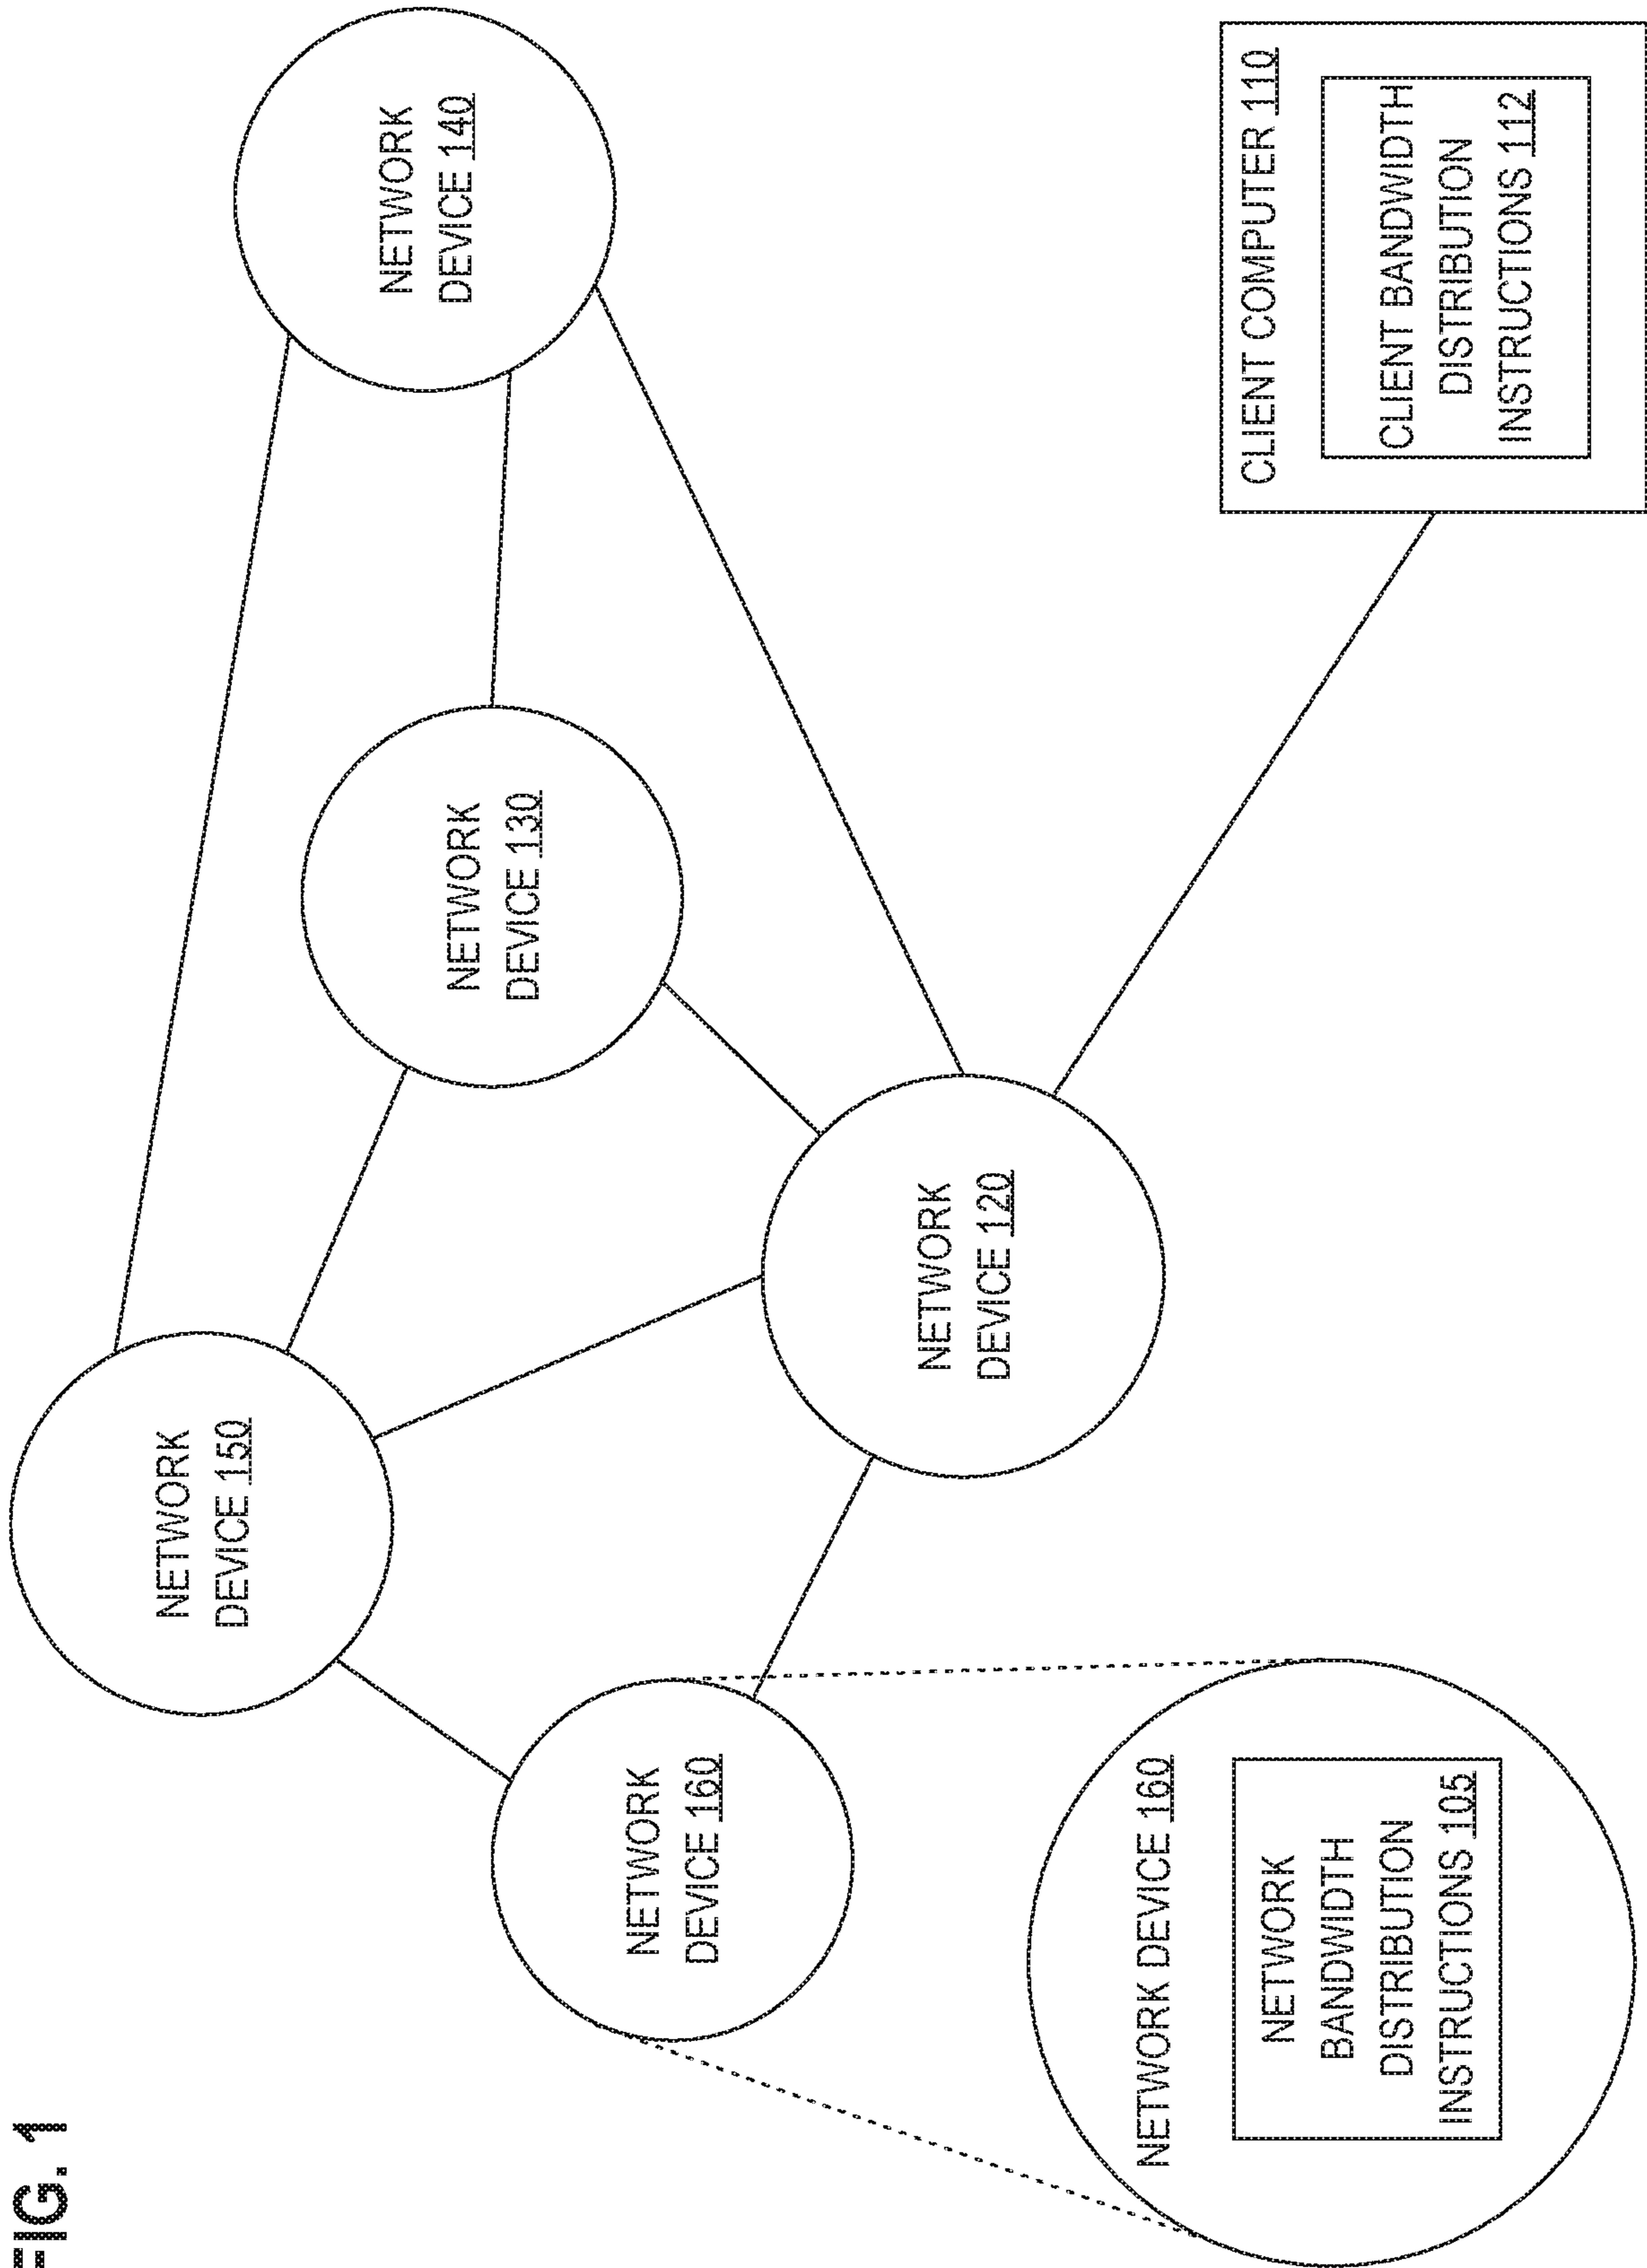 FIG. 1
NETWORK
DEVICE 150
NETWORK
DEVICE 140
NETWORK
DEVICE 130
NETWORK
DEVICE 160
NETWORK
DEVICE 120
NETWORK DEVICE 160
NETWORK
BANDWIDTH
DISTRIBUTION
INSTRUCTIONS 105
CLIENT COMPUTER 110
CLIENT BANDWIDTH
DISTRIBUTION
INSTRUCTIONS 112